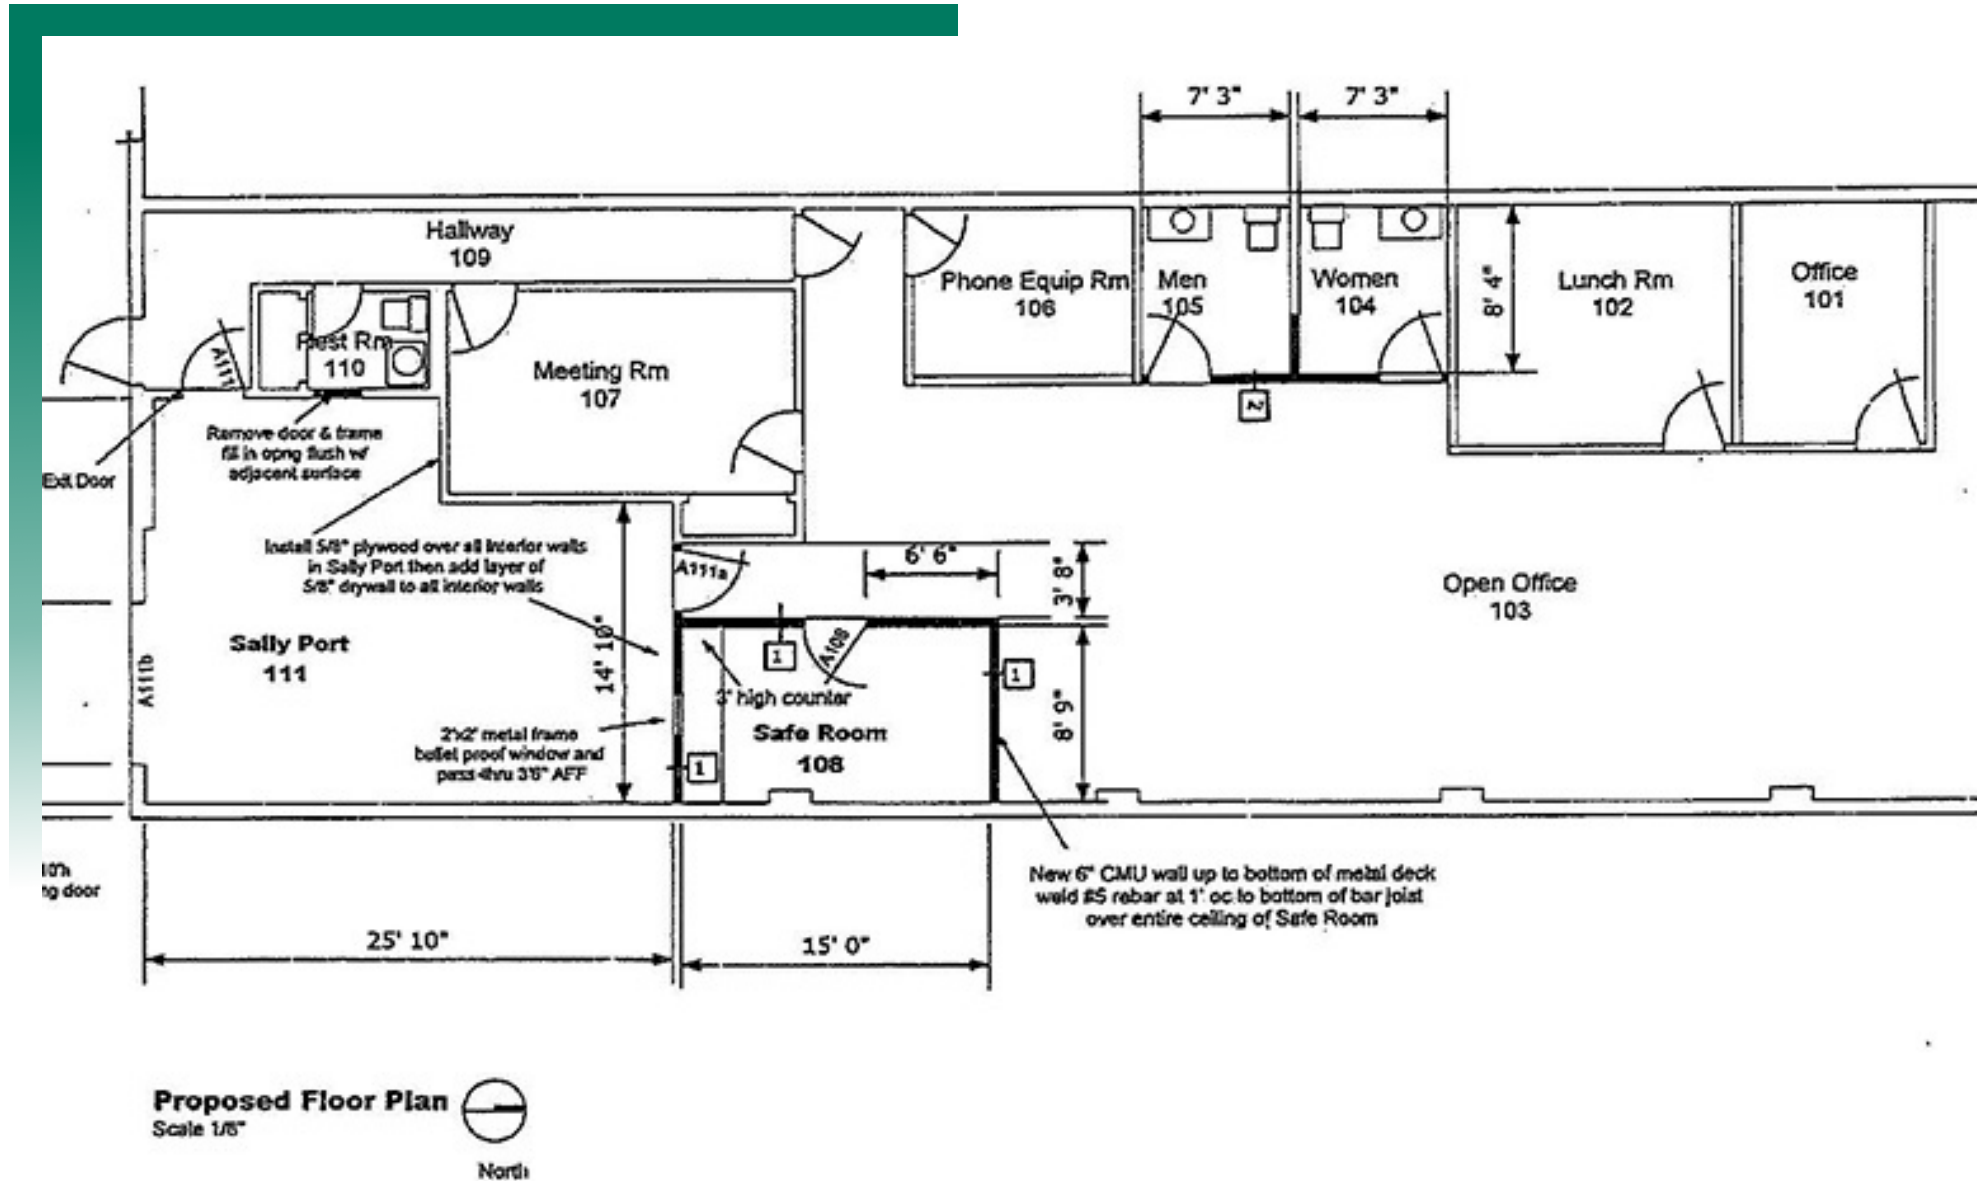 7' 3"
7' 3"
Hallway
109
Phone Equip Rm
106
Men
105
Women
104
8' 4"
Lunch Rm
102
Office
101
A111
Rest Rm
110
Meeting Rm
107
2
Remove door & frame
fill in opng flush w/
adjacent surface
Exit Door
Install 5/8" plywood over all interior walls
in Sally Port then add layer of
5/8" drywall to all interior walls
A111a
6' 6"
3' 8"
Open Office
103
Sally Port
111
A111b
14' 10"
1
A108
1
3' high counter
8' 9"
2'x2' metal frame
bullet proof window and
pass-thru 3'6" AFF
1
Safe Room
108
10'h
ng door
New 6" CMU wall up to bottom of metal deck
weld #5 rebar at 1' oc to bottom of bar joist
over entire ceiling of Safe Room
25' 10"
15' 0"
Proposed Floor Plan
Scale 1/8"
North